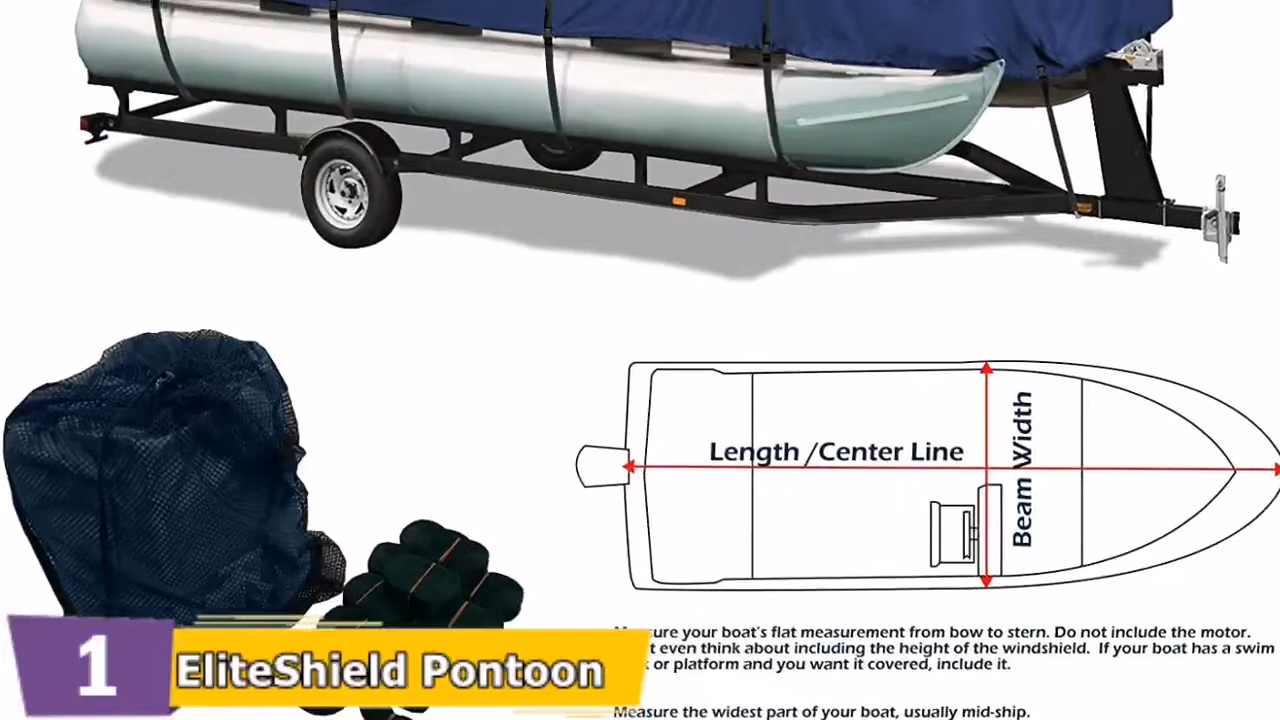 Length /Center Line
Beam Width
sure your boat's flat measurement from bow to stern. Do not include the motor.
t even think about including the height of the windshield. If your boat has a swim
or platform and you want it covered, include it.
1
EliteShield Pontoon
Measure the widest part of your boat, usually mid-ship.